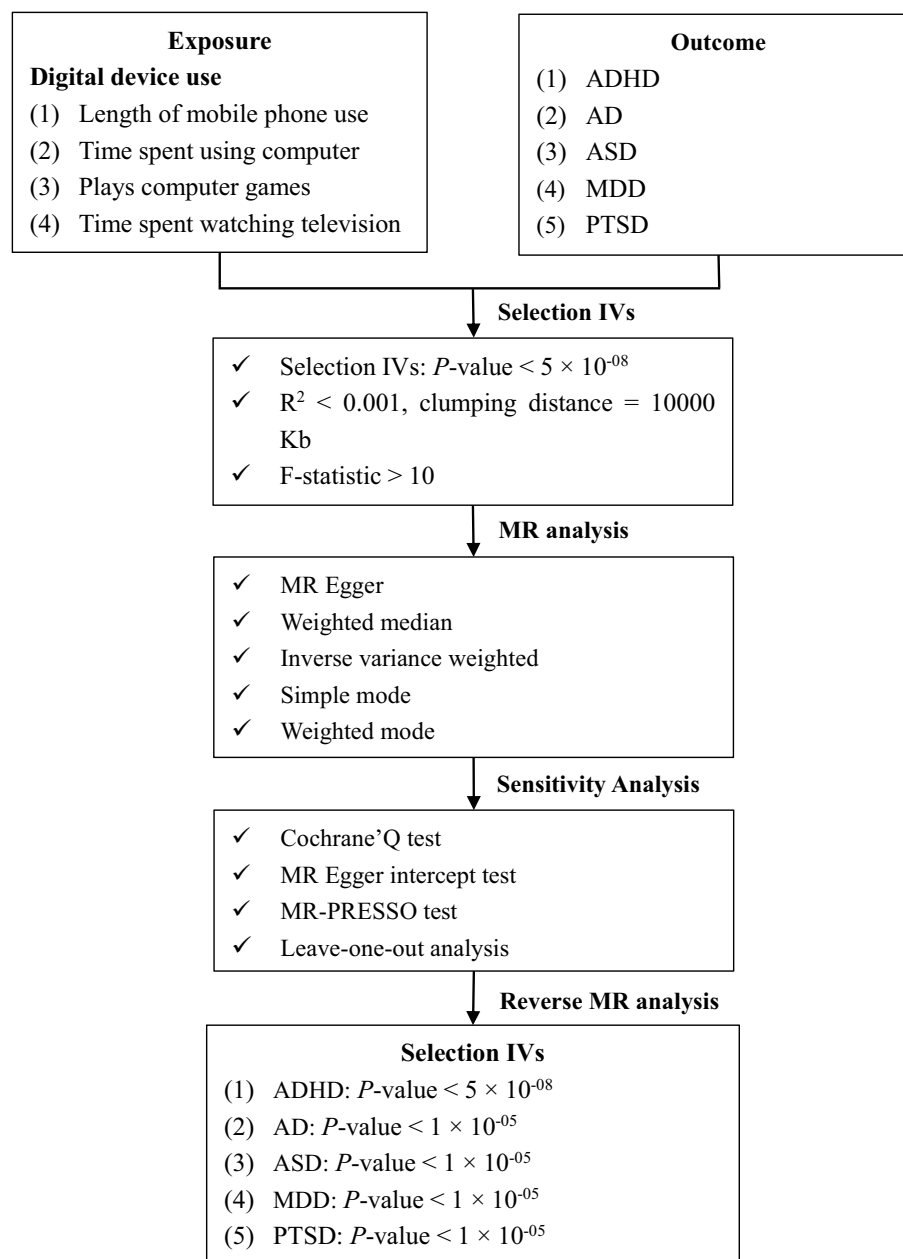 Exposure
Digital device use
(1) Length of mobile phone use
(2) Time spent using computer
(3) Plays computer games
(4) Time spent watching television
Outcome
(1) ADHD
(2) AD
(3) ASD
(4) MDD
(5) PTSD
Selection IVs
✓ Selection IVs: P-value < 5 × 10⁻⁰⁸
✓ R² < 0.001, clumping distance = 10000
Kb
✓ F-statistic > 10
MR analysis
✓ MR Egger
✓ Weighted median
✓ Inverse variance weighted
✓ Simple mode
✓ Weighted mode
Sensitivity Analysis
✓ Cochrane’Q test
✓ MR Egger intercept test
✓ MR-PRESSO test
✓ Leave-one-out analysis
Reverse MR analysis
Selection IVs
(1) ADHD: P-value < 5 × 10⁻⁰⁸
(2) AD: P-value < 1 × 10⁻⁰⁵
(3) ASD: P-value < 1 × 10⁻⁰⁵
(4) MDD: P-value < 1 × 10⁻⁰⁵
(5) PTSD: P-value < 1 × 10⁻⁰⁵